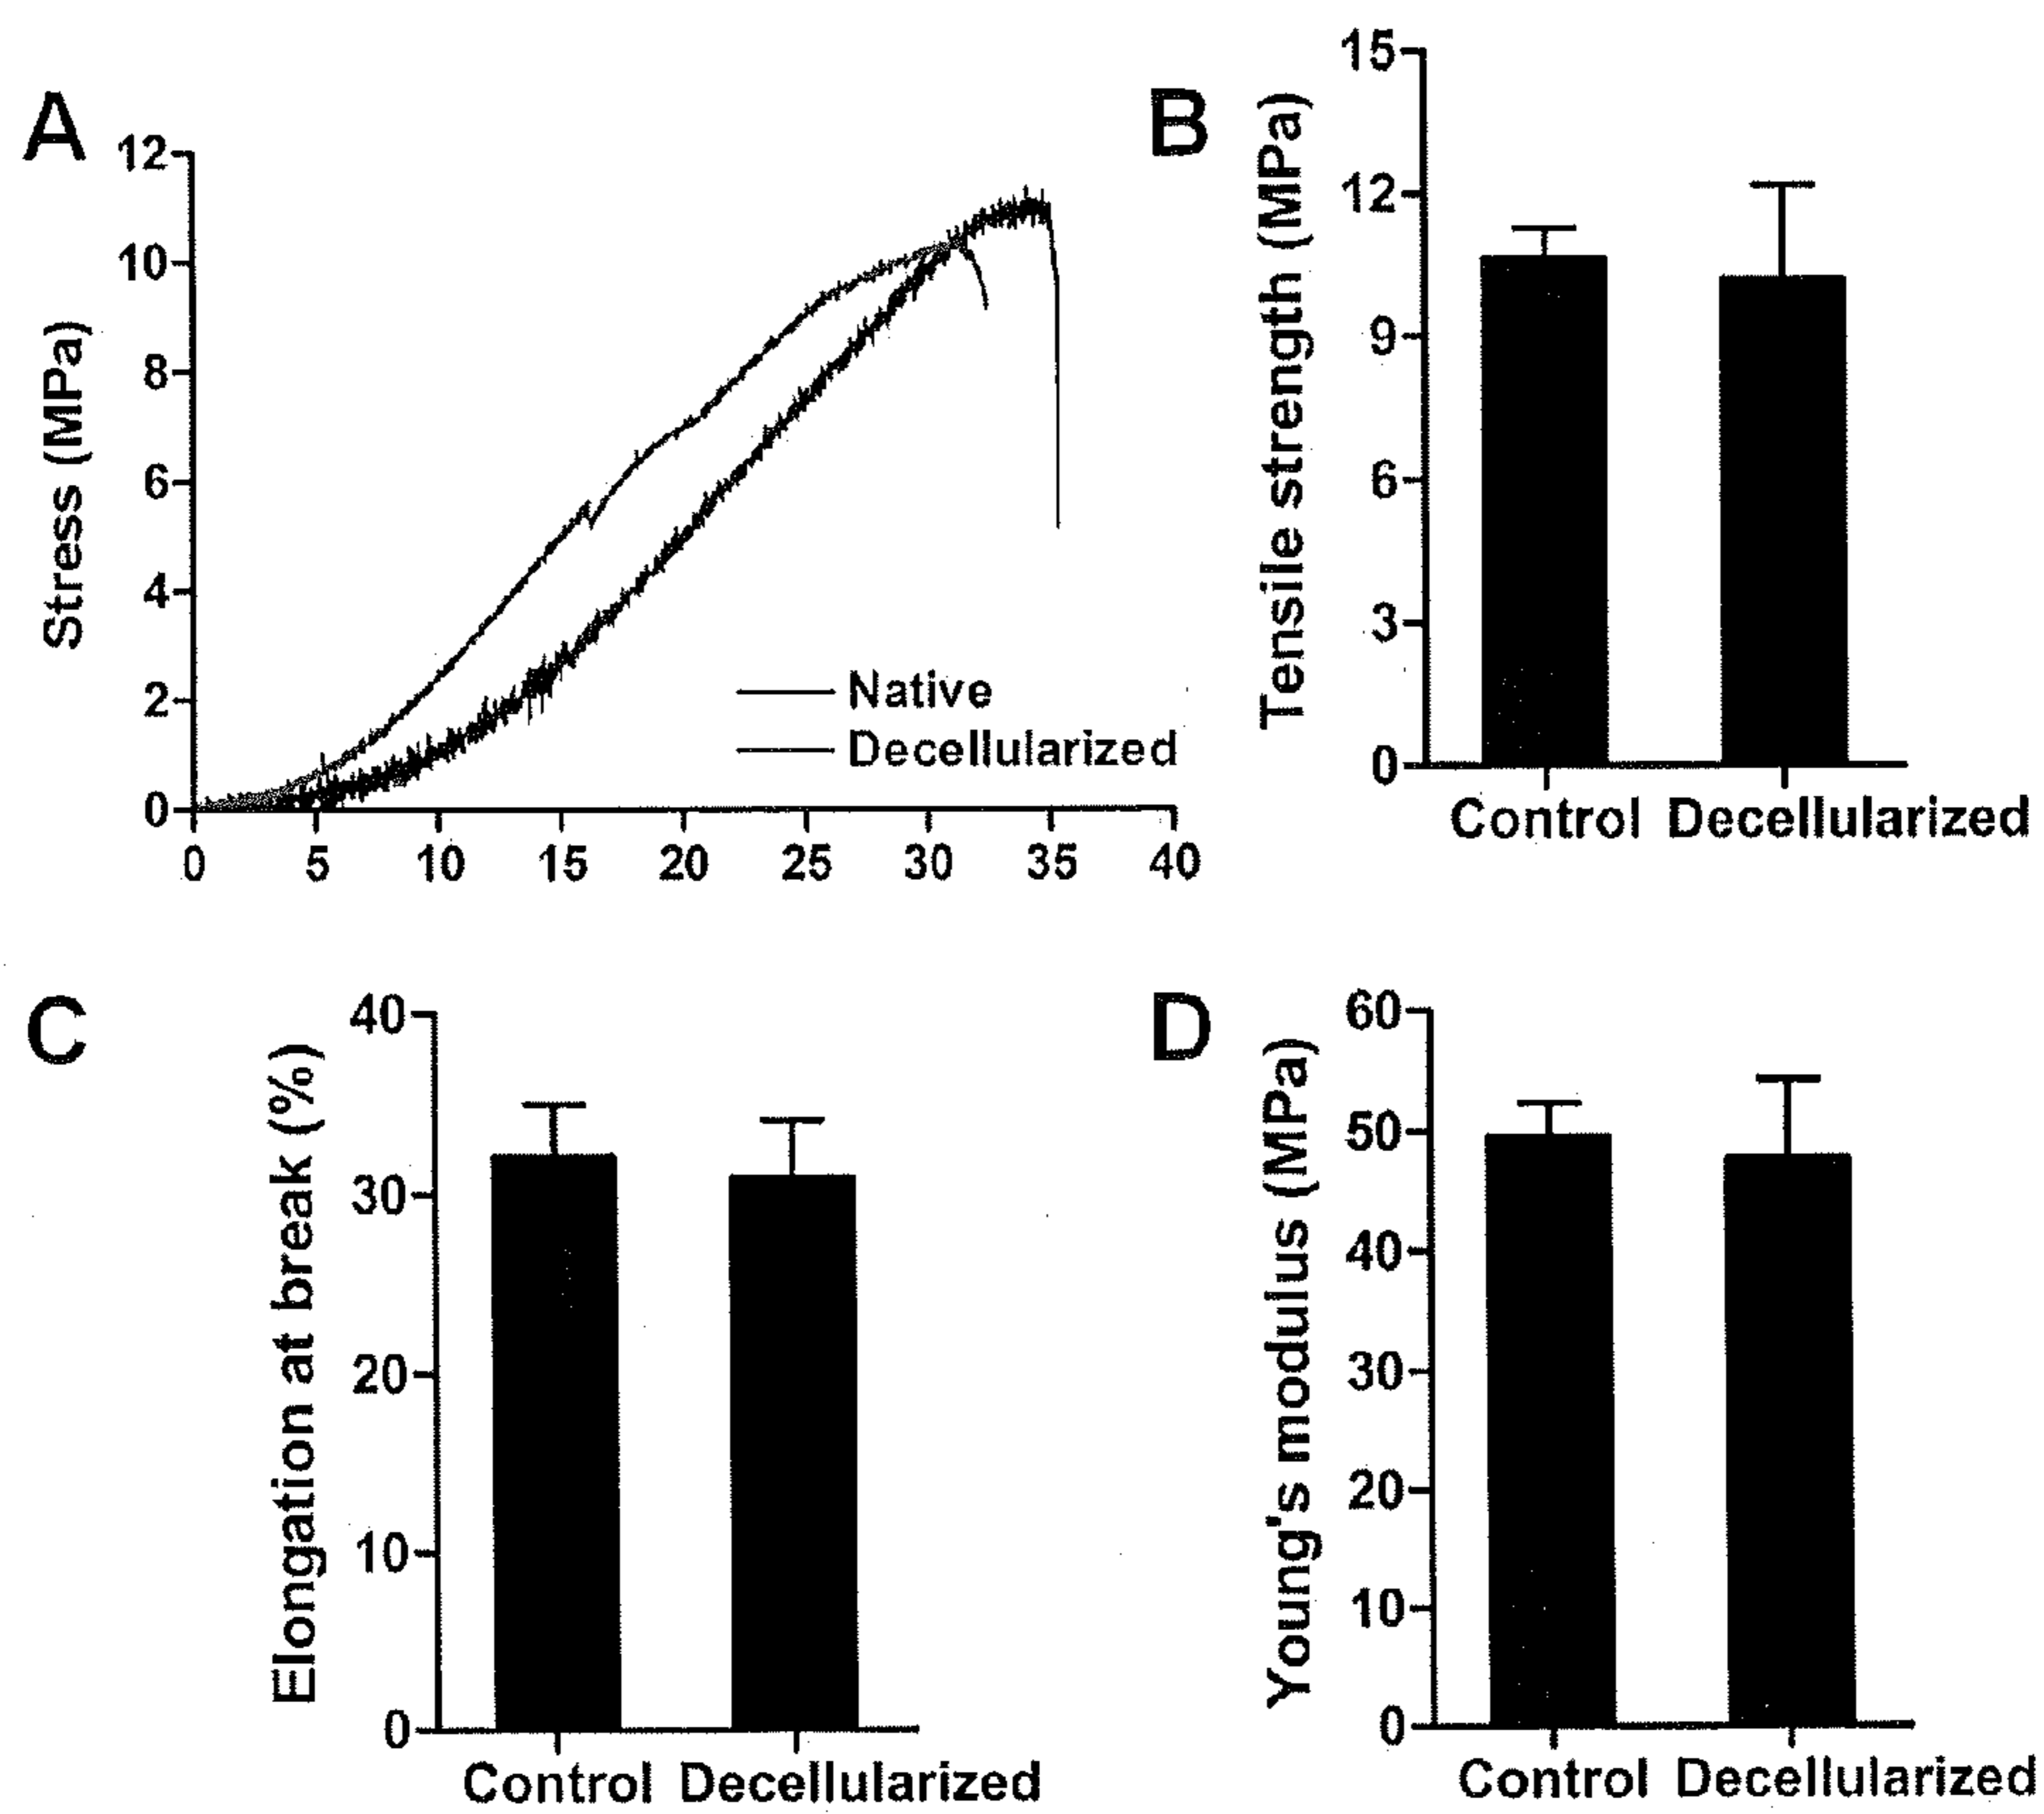 A
Stress (MPa)
12
10
8
6
4
2
0
0 5 10 15 20 25 30 35 40
Native
Decellularized
B
Tensile strength (MPa)
15
12
9
6
3
0
Control Decellularized
C
Elongation at break (%)
40
30
20
10
0
Control Decellularized
D
Young's modulus (MPa)
60
50
40
30
20
10
0
Control Decellularized